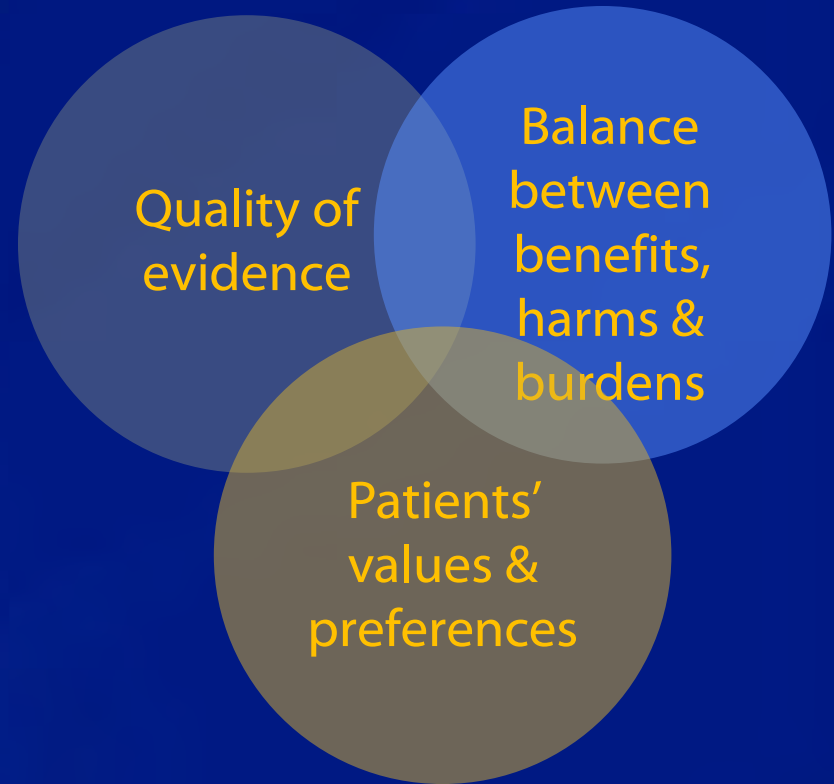 Quality of
evidence
Balance
between
benefits,
harms &
burdens
Patients’
values &
preferences